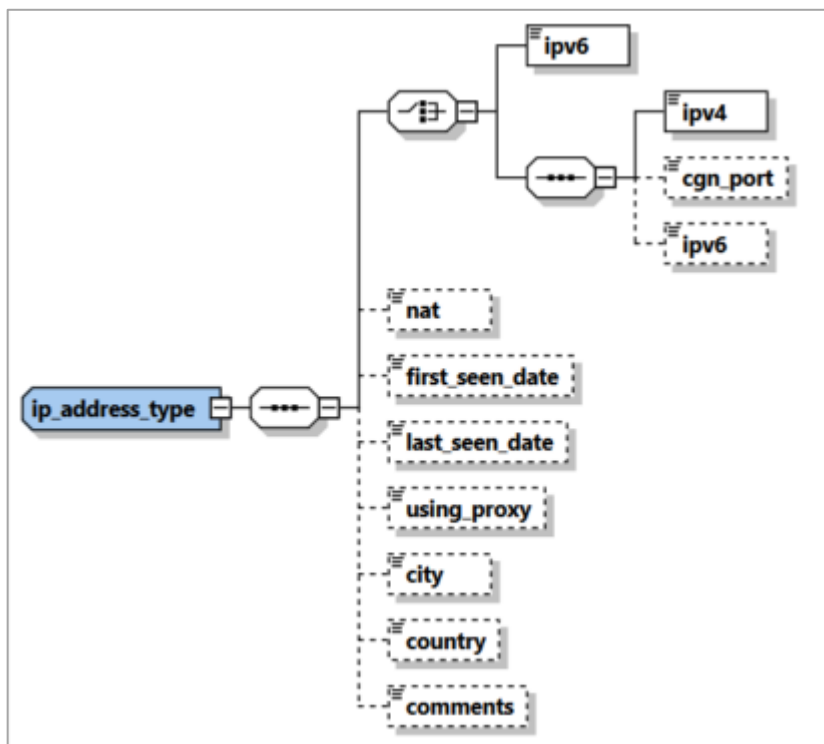 ipv6
ipv4
cgn_port
ipv6
nat
first_seen_date
ip_address_type
last_seen_date
using_proxy
city
country
comments